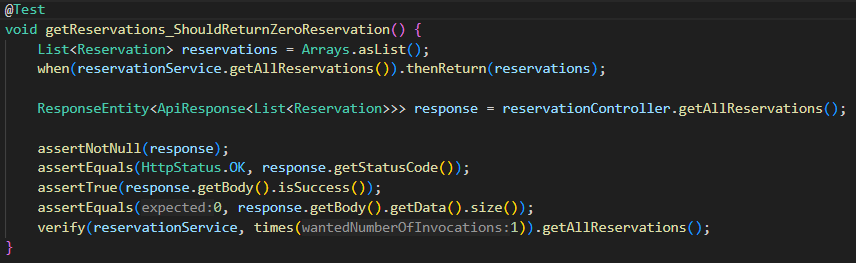 @Test
void getReservations_ShouldReturnZeroReservation() {
List<Reservation> reservations = Arrays.asList();
when(reservationService.getAllReservations()).thenReturn(reservations);
ResponseEntity<ApiResponse<List<Reservation>>> response = reservationController.getAllReservations();
assertNotNull(response);
assertEquals(HttpStatus.OK, response.getStatusCode());
assertTrue(response.getBody().isSuccess());
assertEquals(expected:0, response.getBody().getData().size());
verify(reservationService, times(wantedNumberOfInvocations:1)).getAllReservations();
}